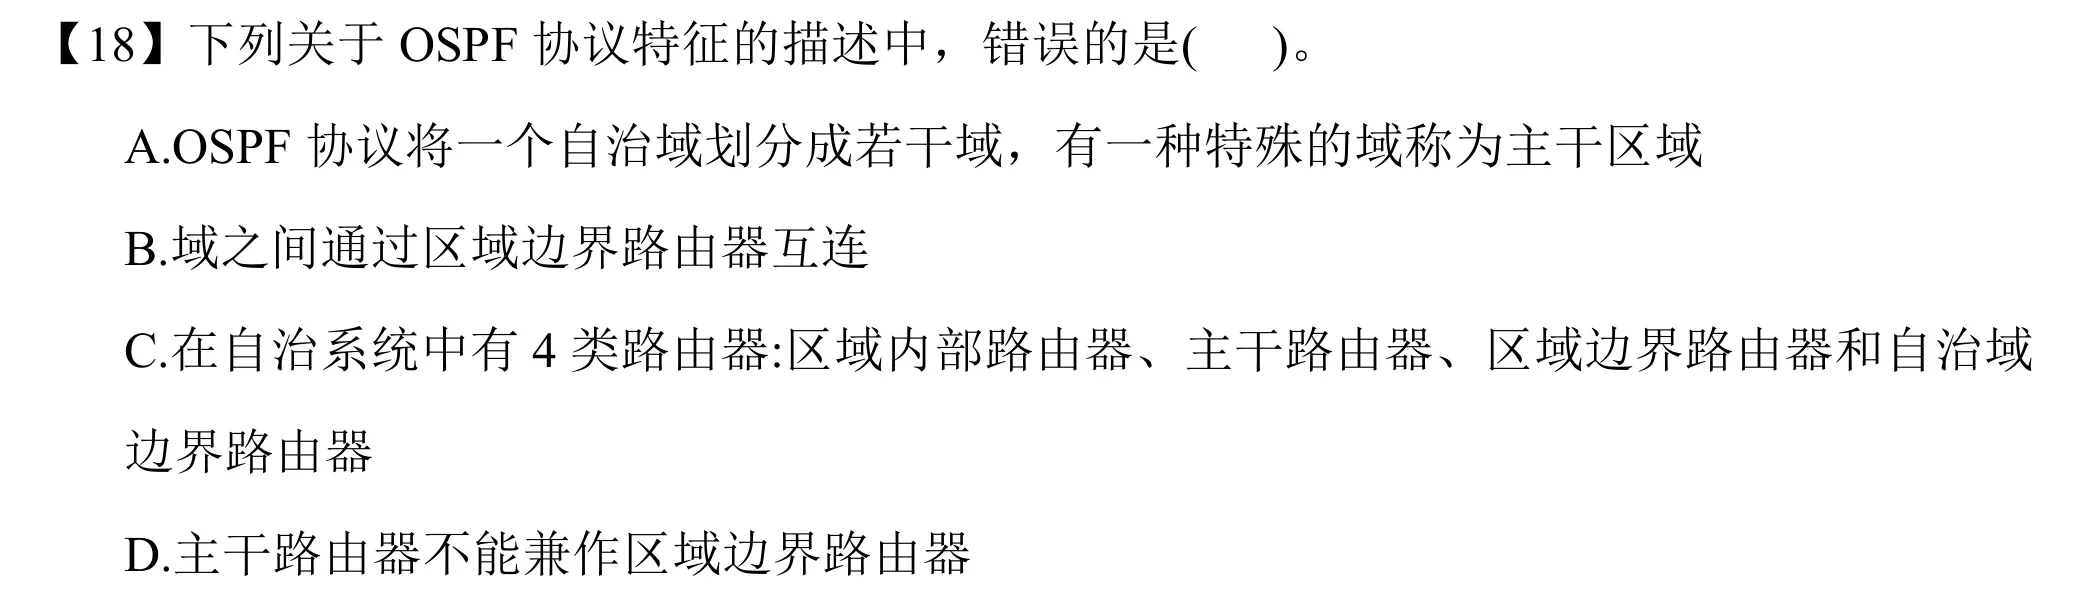 【18】下列关于 OSPF 协议特征的描述中，错误的是(    )。
A.OSPF 协议将一个自治域划分成若干域，有一种特殊的域称为主干区域
B.域之间通过区域边界路由器互连
C.在自治系统中有 4 类路由器:区域内部路由器、主干路由器、区域边界路由器和自治域
边界路由器
D.主干路由器不能兼作区域边界路由器